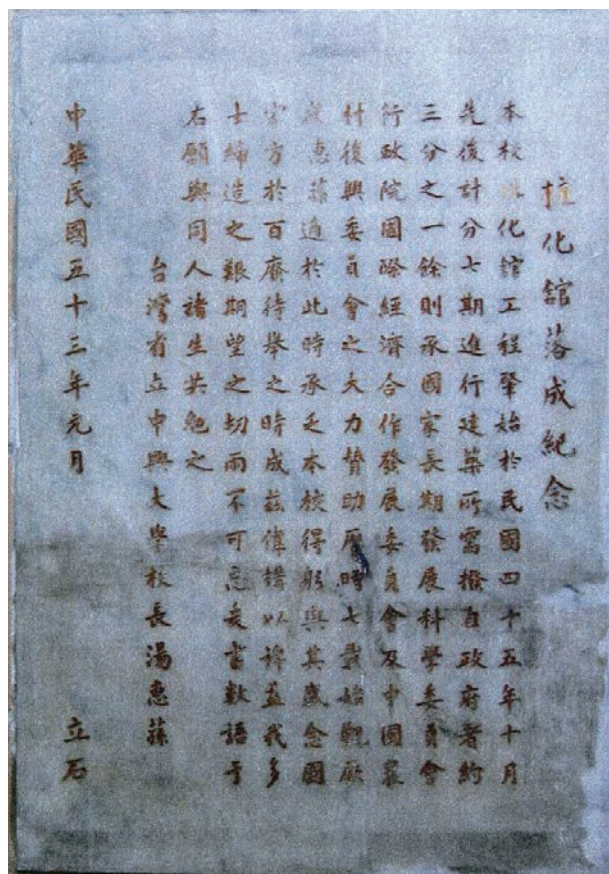 化館落成紀念
本校化館工程肇始於民國四十五年十月
先後計分七期進行建築所需撥自政府者約
三分之一餘則承國家長期發展科學委員會
行政院國際經濟合作發展委員會及中國農
村復興委員會之大力贊助歷時七載始觀厥
成惠蓀適於此時承乏本校得躬與其盛念國
家方於百廢待舉之時成茲偉構以裨益我多
士締造之艱期望之切而不可忘爰書數語于
右願與同人諸生共勉之
台灣省立中興大學校長湯惠蓀
中華民國五十三年元月 立石